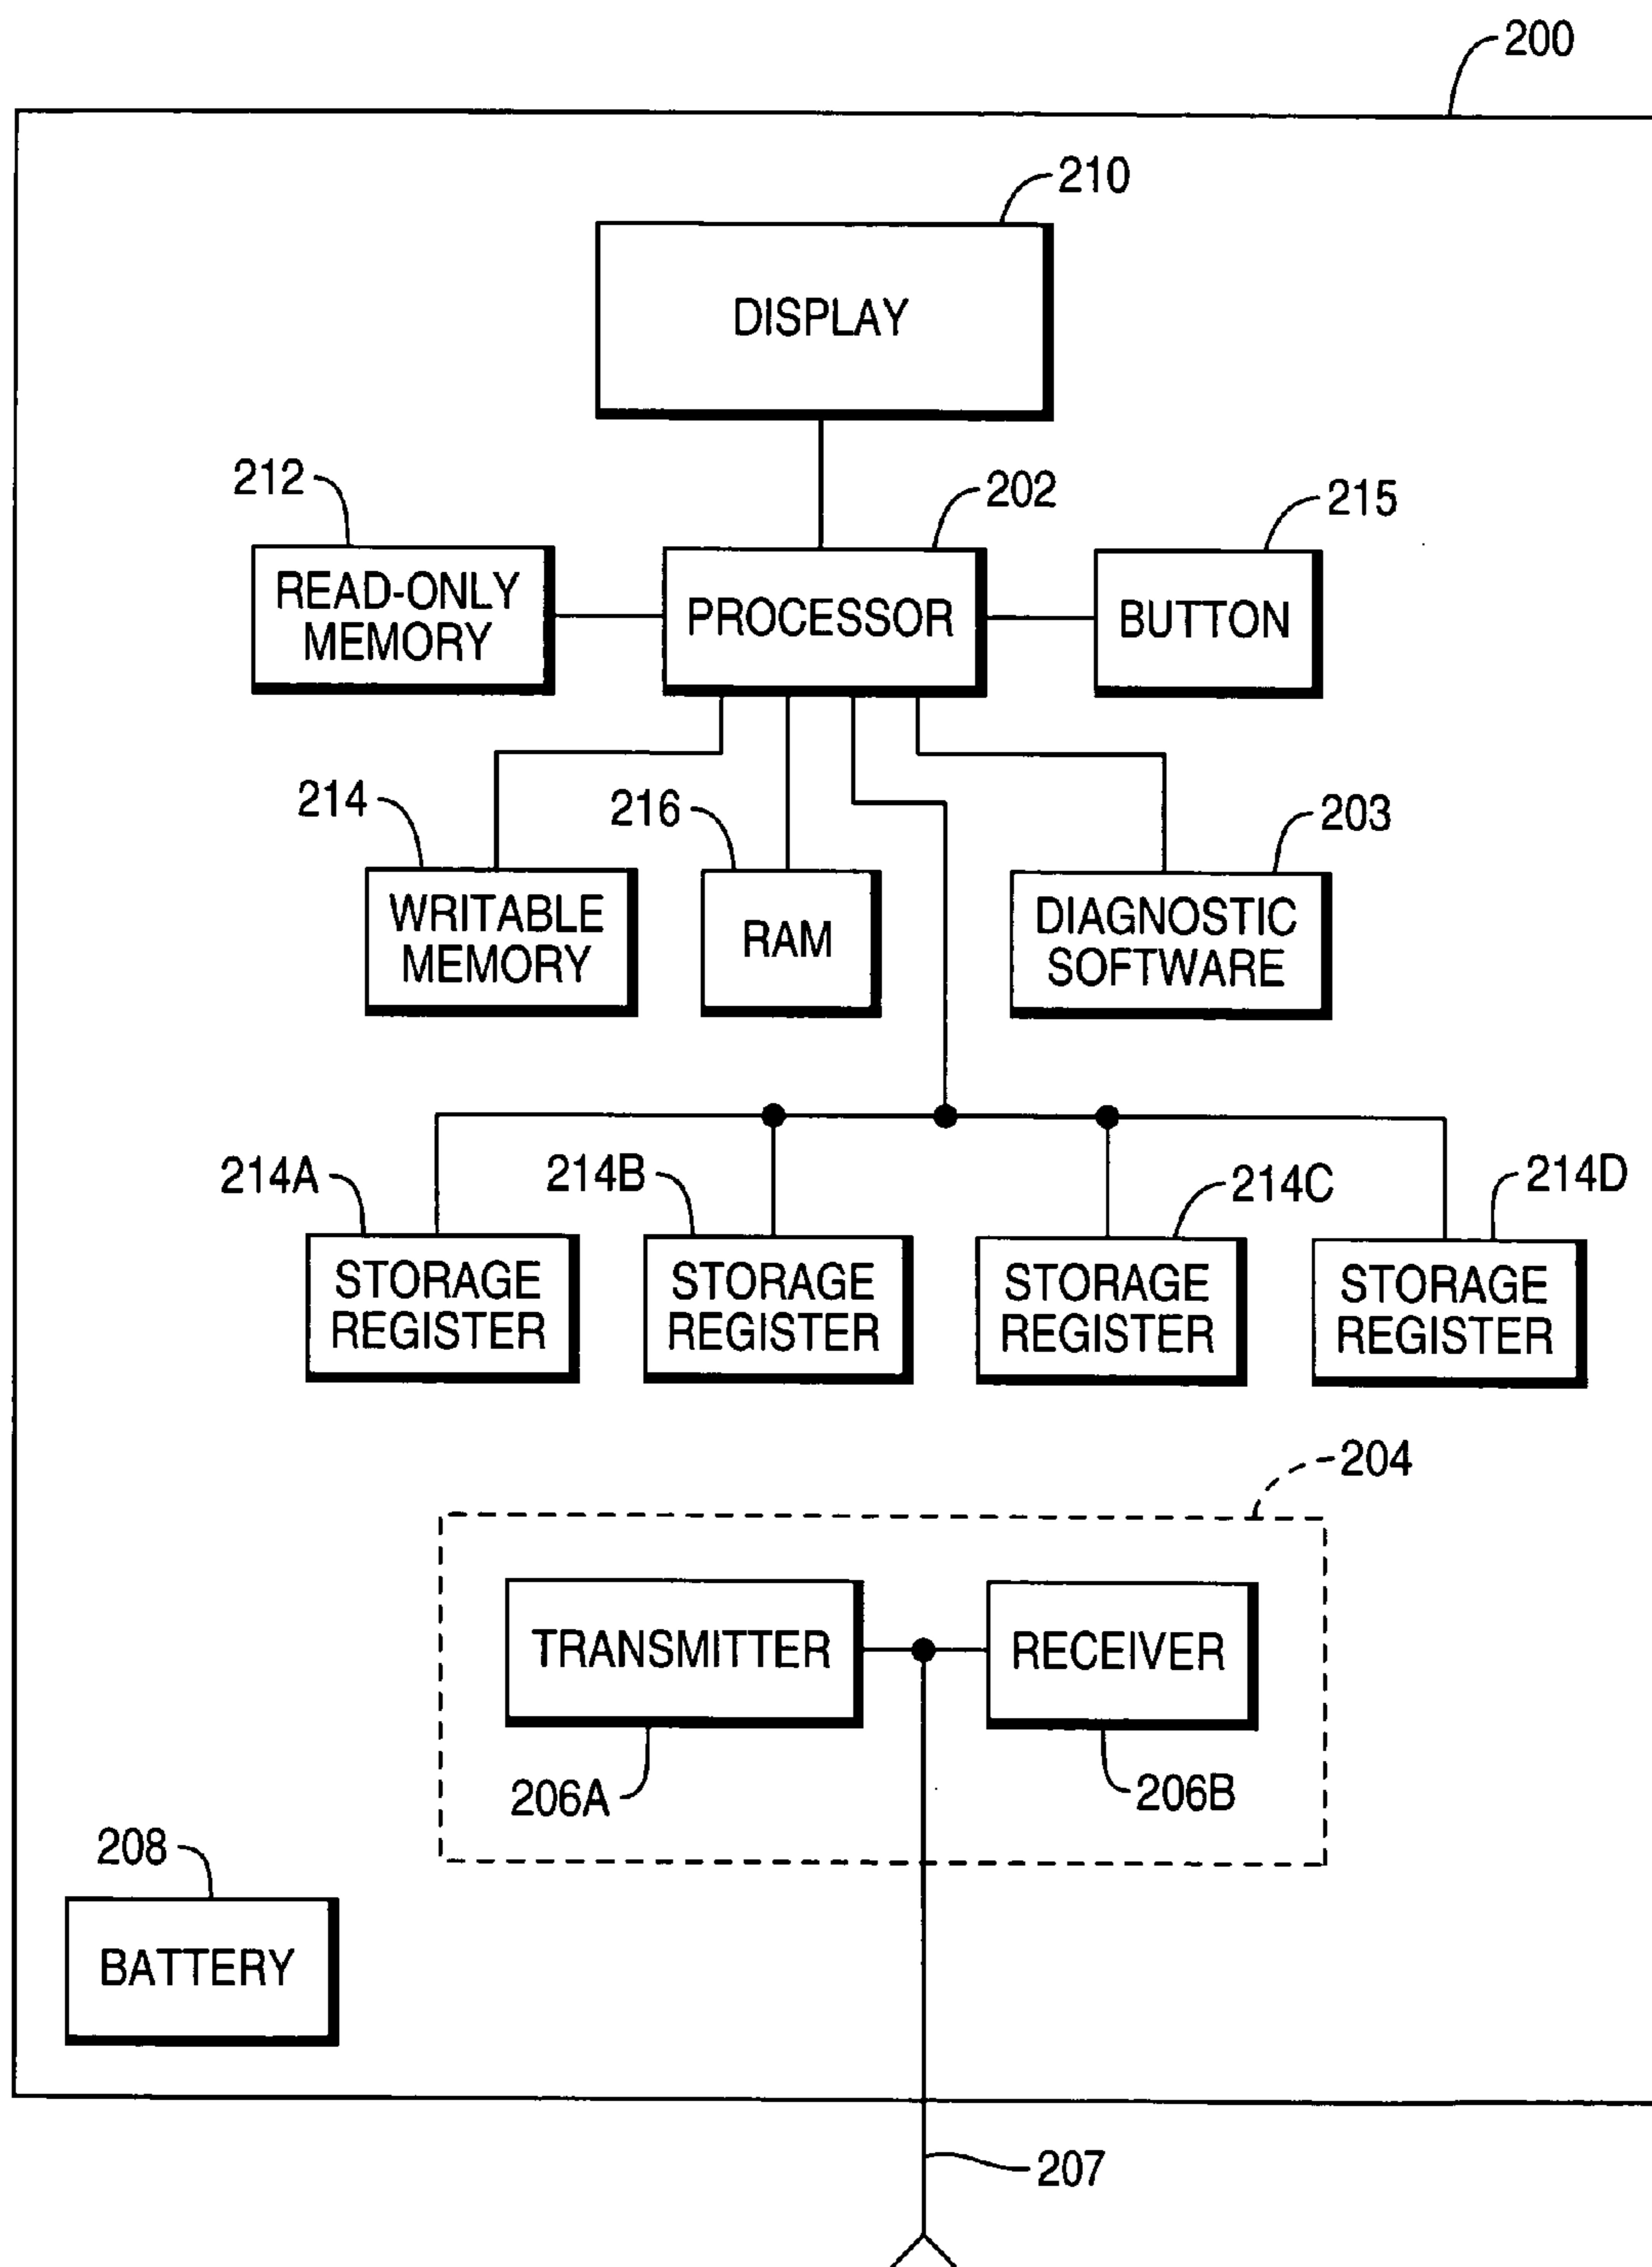 200
210
DISPLAY
212
202
215
READ-ONLY
MEMORY
PROCESSOR
BUTTON
214
216
203
WRITABLE
MEMORY
RAM
DIAGNOSTIC
SOFTWARE
214A
214B
214C
214D
STORAGE
REGISTER
STORAGE
REGISTER
STORAGE
REGISTER
STORAGE
REGISTER
204
TRANSMITTER
RECEIVER
206A
206B
208
BATTERY
207